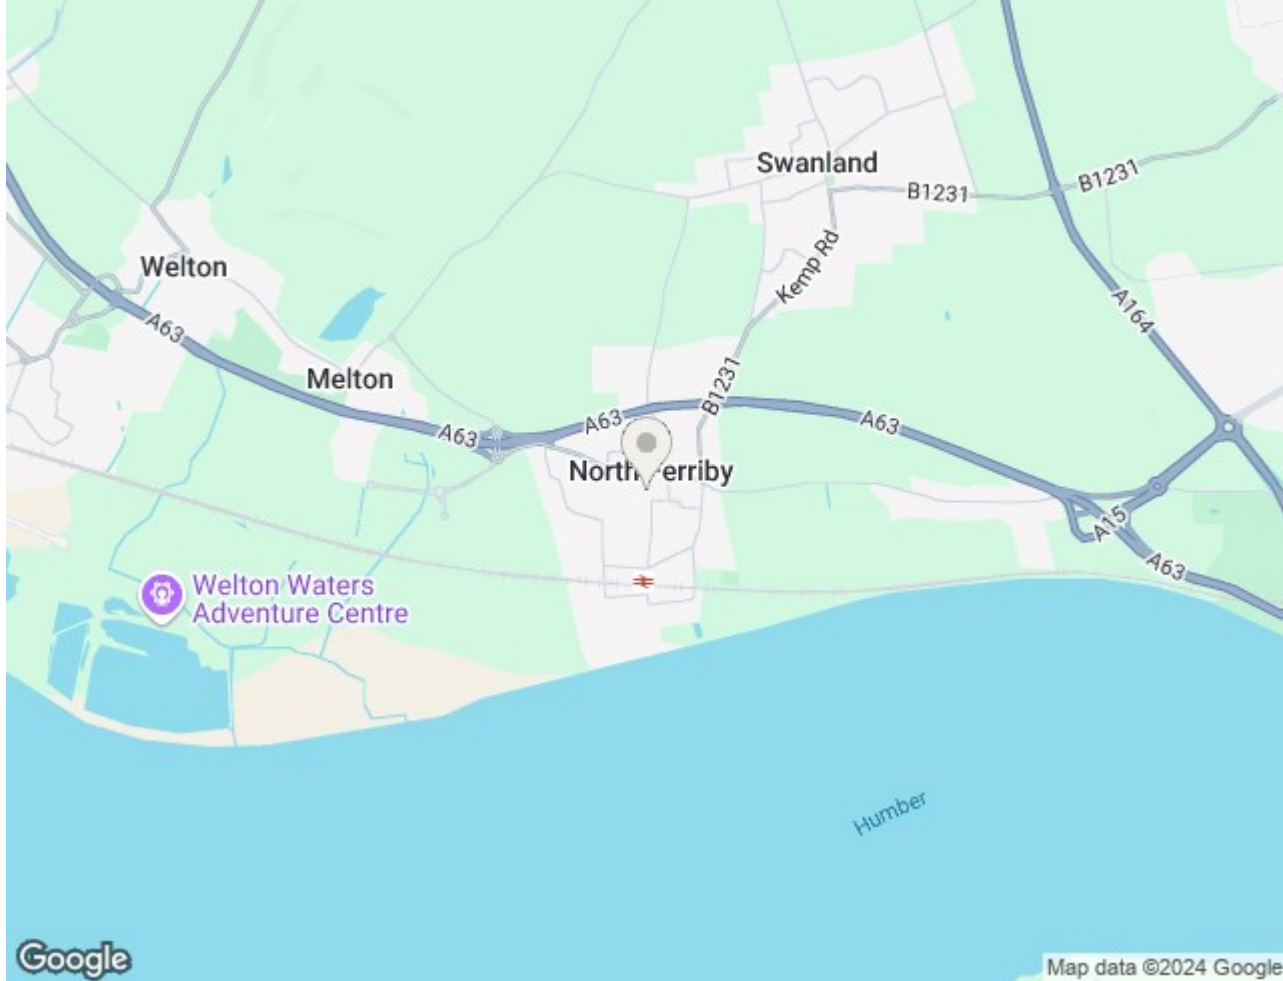 Swanland
B1231
B1231
Kemp Rd
Welton
A63
A164
Melton
B1231
A63
A63
A63
North Ferriby
A15
A63
Welton Waters
Adventure Centre
Humber
Google
Map data ©2024 Google